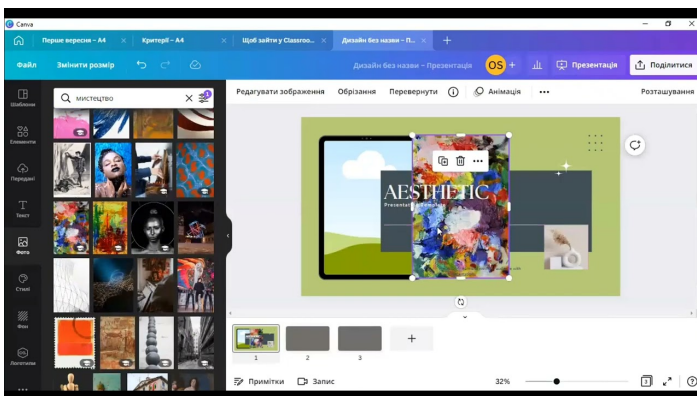 Canva
Перше вересня – А4
Критерії – А4
Щоб зайти у Classroo...
Дизайн без назви – П...
Файл
Змінити розмір
Дизайн без назви – Презентація
OS
Презентація
Поділитися
Шаблони
Елементи
Передані
Текст
Фото
Стилі
Фон
Логотипи
мистецтво
Редагувати зображення
Обрізання
Перевернути
Анімація
Розташування
AESTHETIC
Presentation Template
1
2
3
Примітки
Запис
32%
3